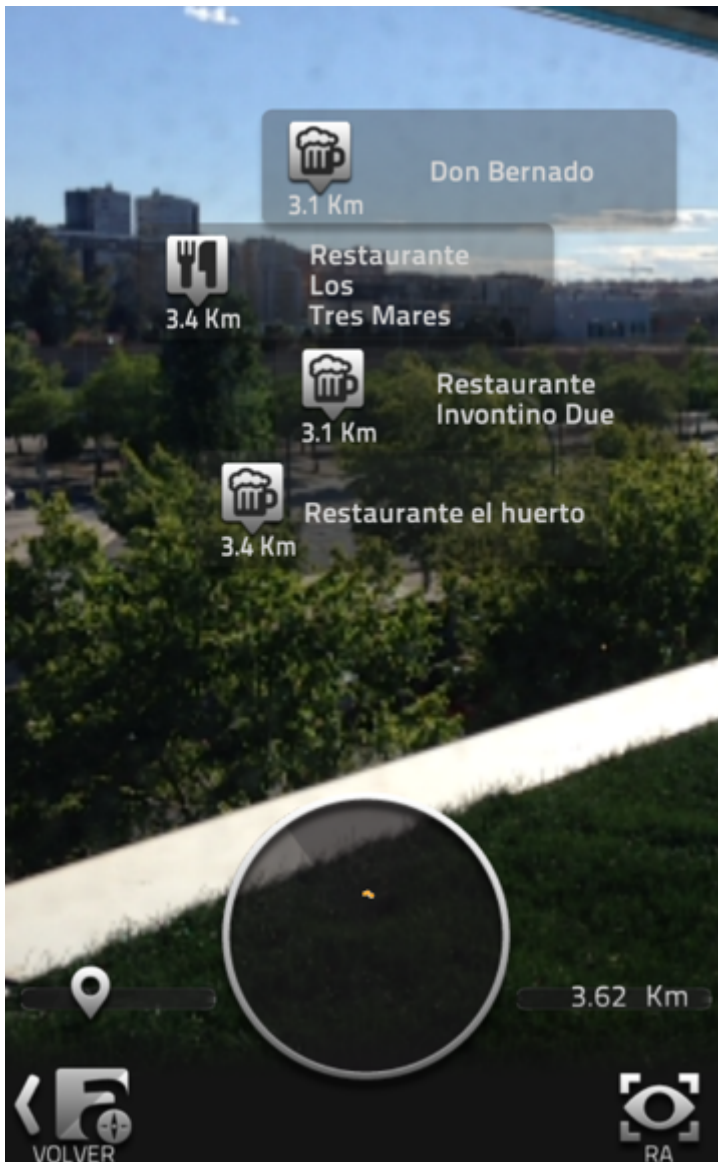 Don Bernado
3.1 Km
Restaurante
Los
Tres Mares
3.4 Km
Restaurante
Invontino Due
3.1 Km
Restaurante el huerto
3.4 Km
3.62 Km
VOLVER
RA